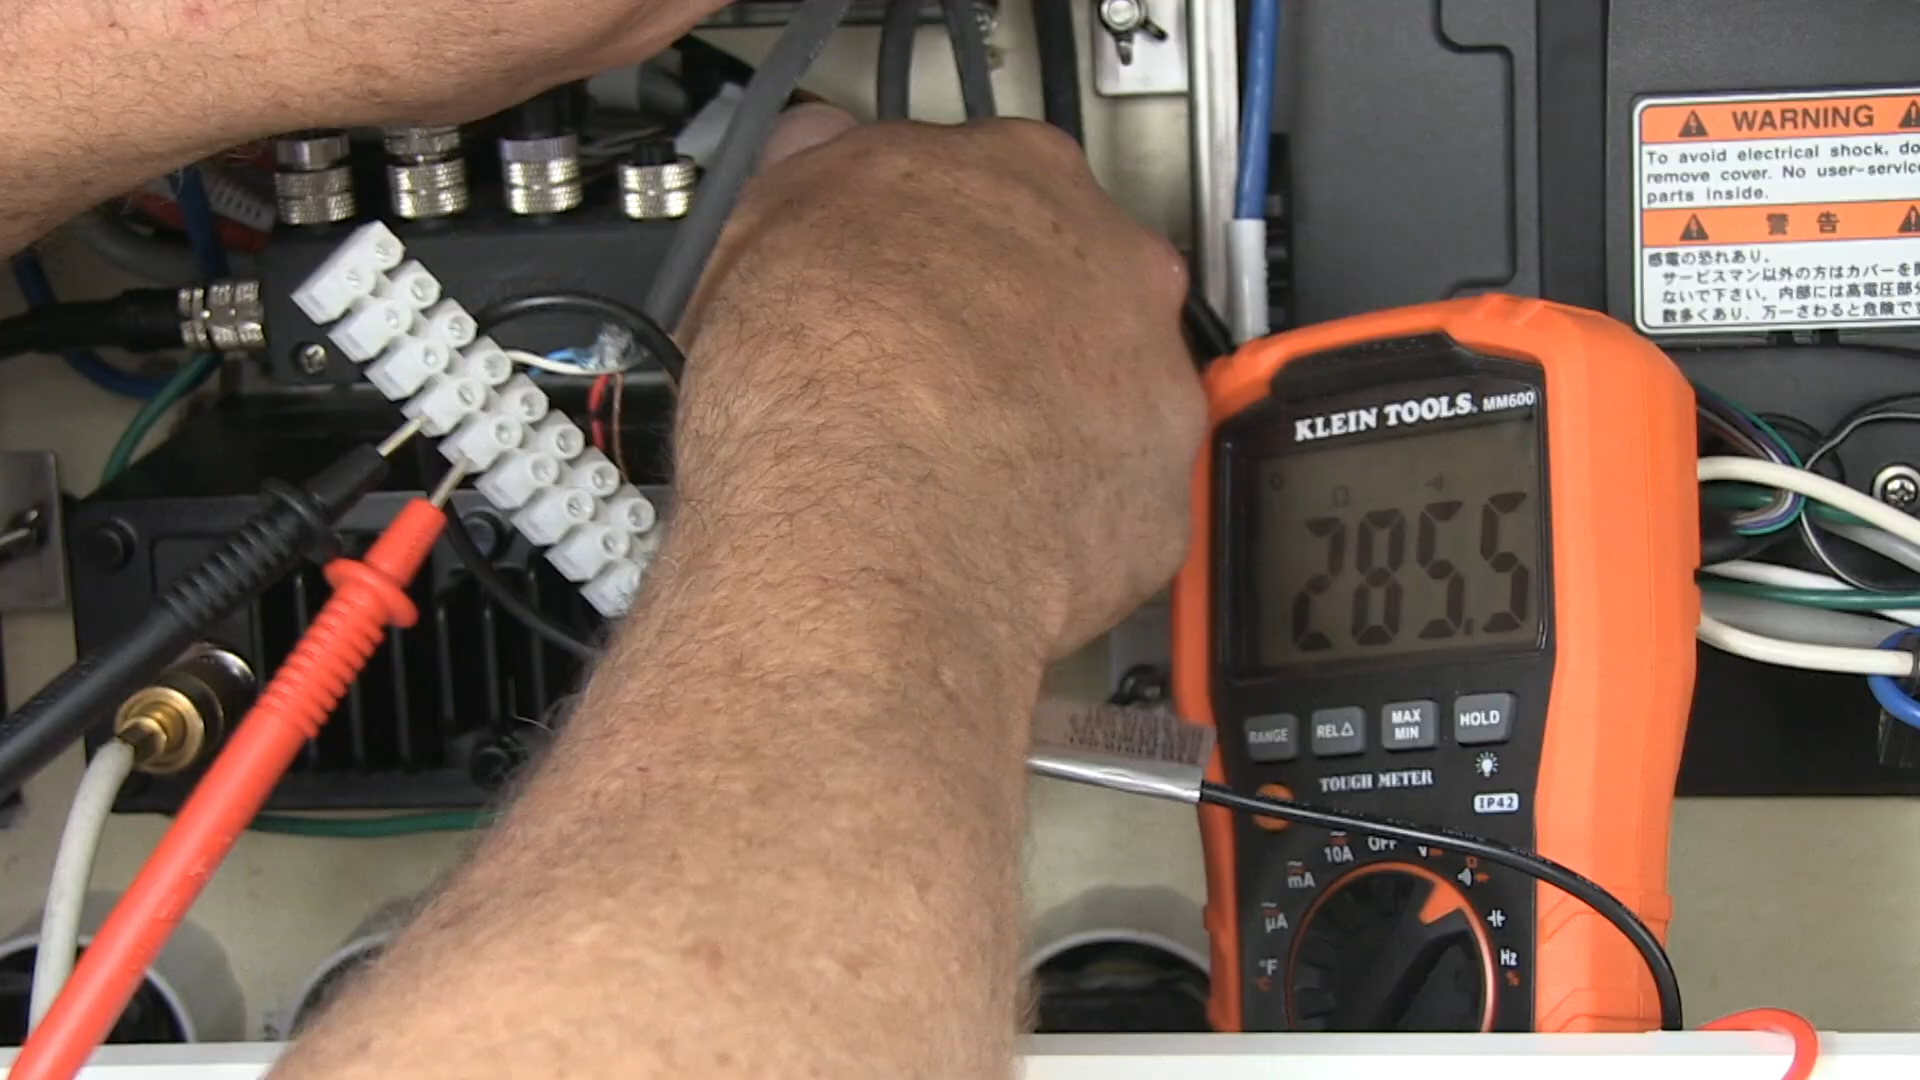 WARNING
To avoid electrical shock, do
remove cover. No user-service
parts inside.
警告
感電の恐れあり。
サービスマン以外の方はカバーを
ないで下さい。内部には高電圧部
数多くあり、万一さわると危険で
KLEIN TOOLS. MM600
285.5
RANGE
REL△
MAX
MIN
HOLD
TOUGH METER
IP42
10A
OFF
V
mA
µA
°F
C
Hz
%
Ω